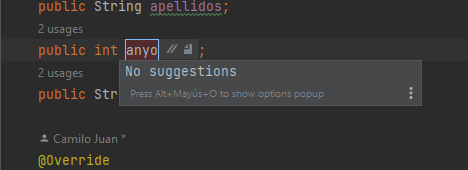 public String apellidos;
2 usages
public int anyo ;
No suggestions
2 usages
public Str
Press Alt+Mayús+O to show options popup
Camilo Juan *
@Override